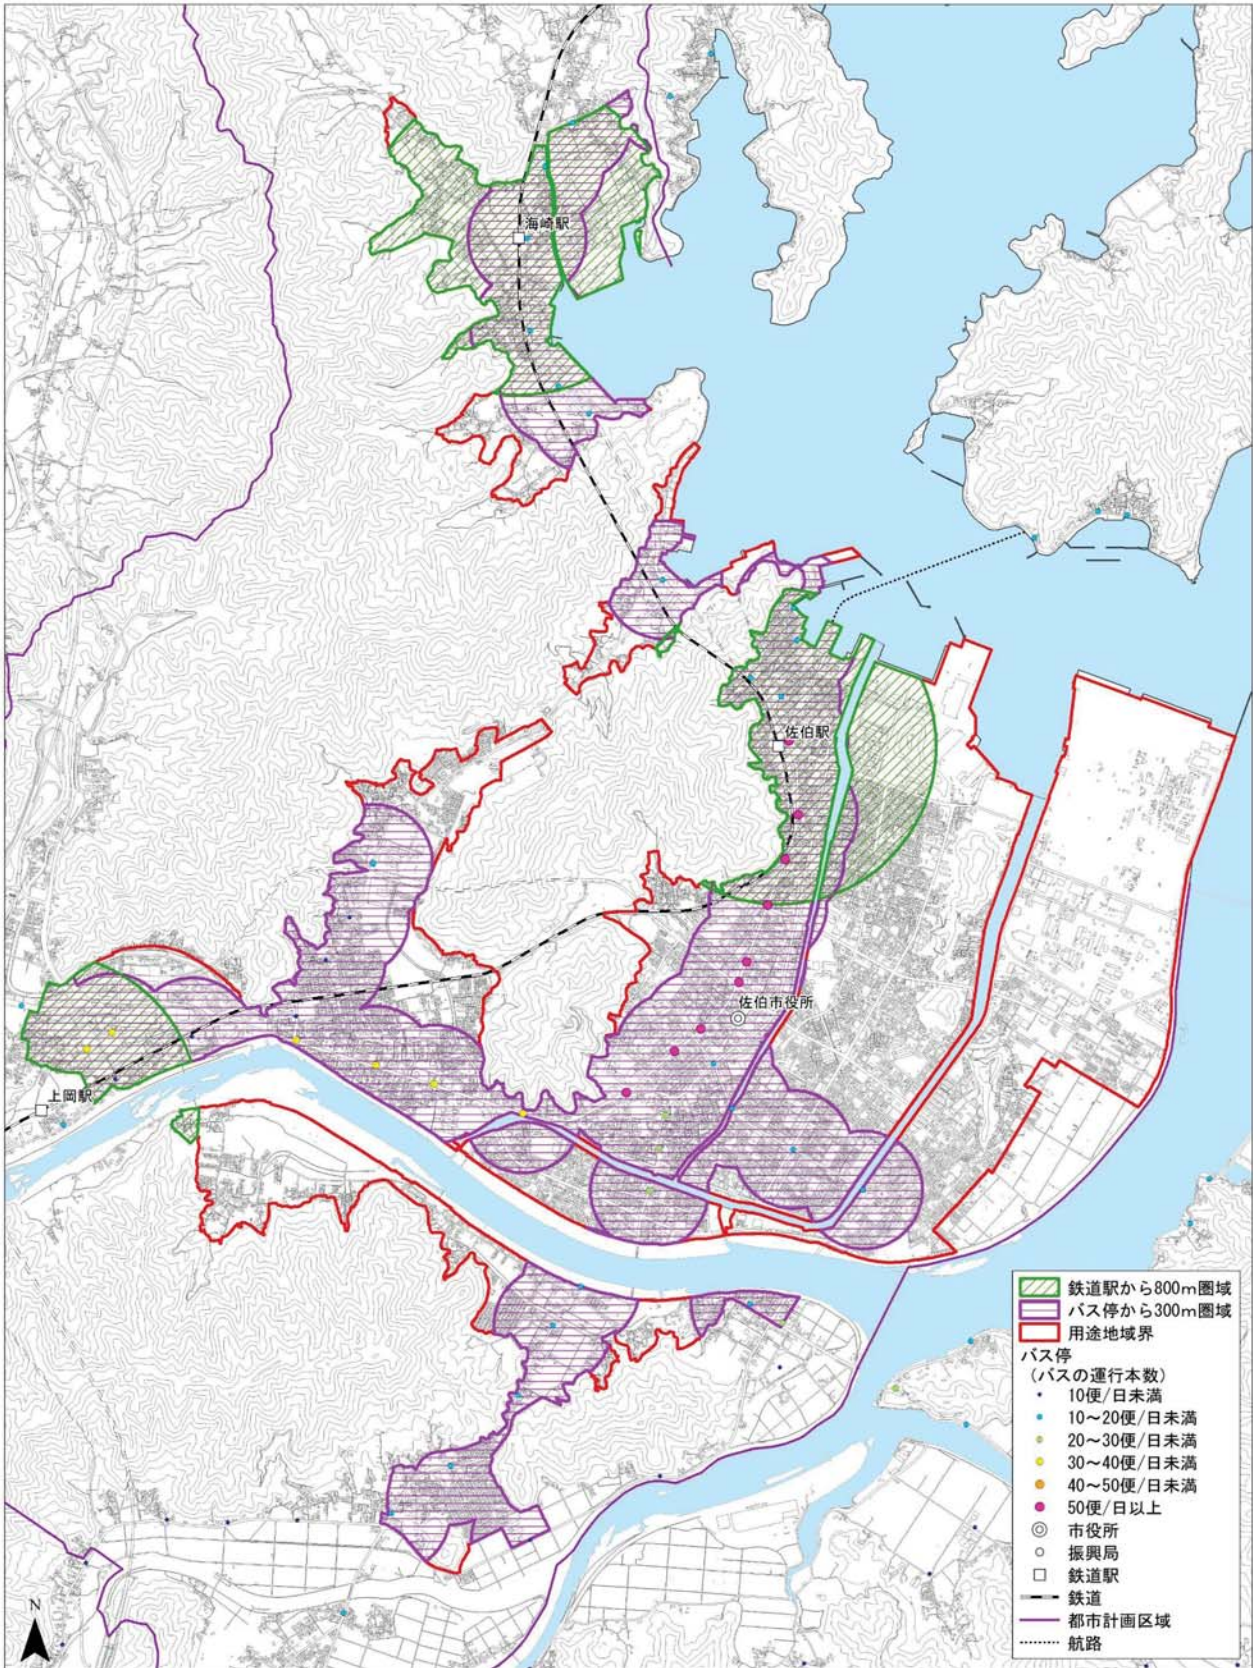 海崎駅
佐伯駅
佐伯市役所
上岡駅
鉄道駅から800m圏域
バス停から300m圏域
用途地域界
バス停
(バスの運行本数)
10便/日未満
10～20便/日未満
20～30便/日未満
30～40便/日未満
40～50便/日未満
50便/日以上
市役所
振興局
鉄道駅
鉄道
都市計画区域
航路
N